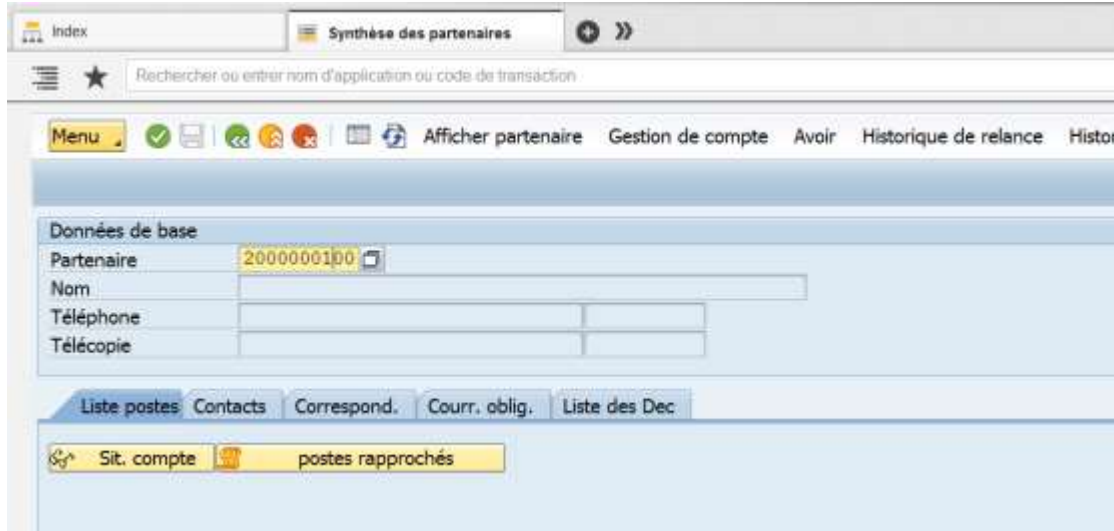 Index Synthèse des partenaires
Rechercher ou entrer nom d'application ou code de transaction
Menu Afficher partenaire Gestion de compte Avoir Historique de relance Histor
Données de base
Partenaire 2000000100
Nom
Téléphone
Télécopie
Liste postes Contacts Correspond. Courr. oblig. Liste des Dec
Sit. compte postes rapprochés